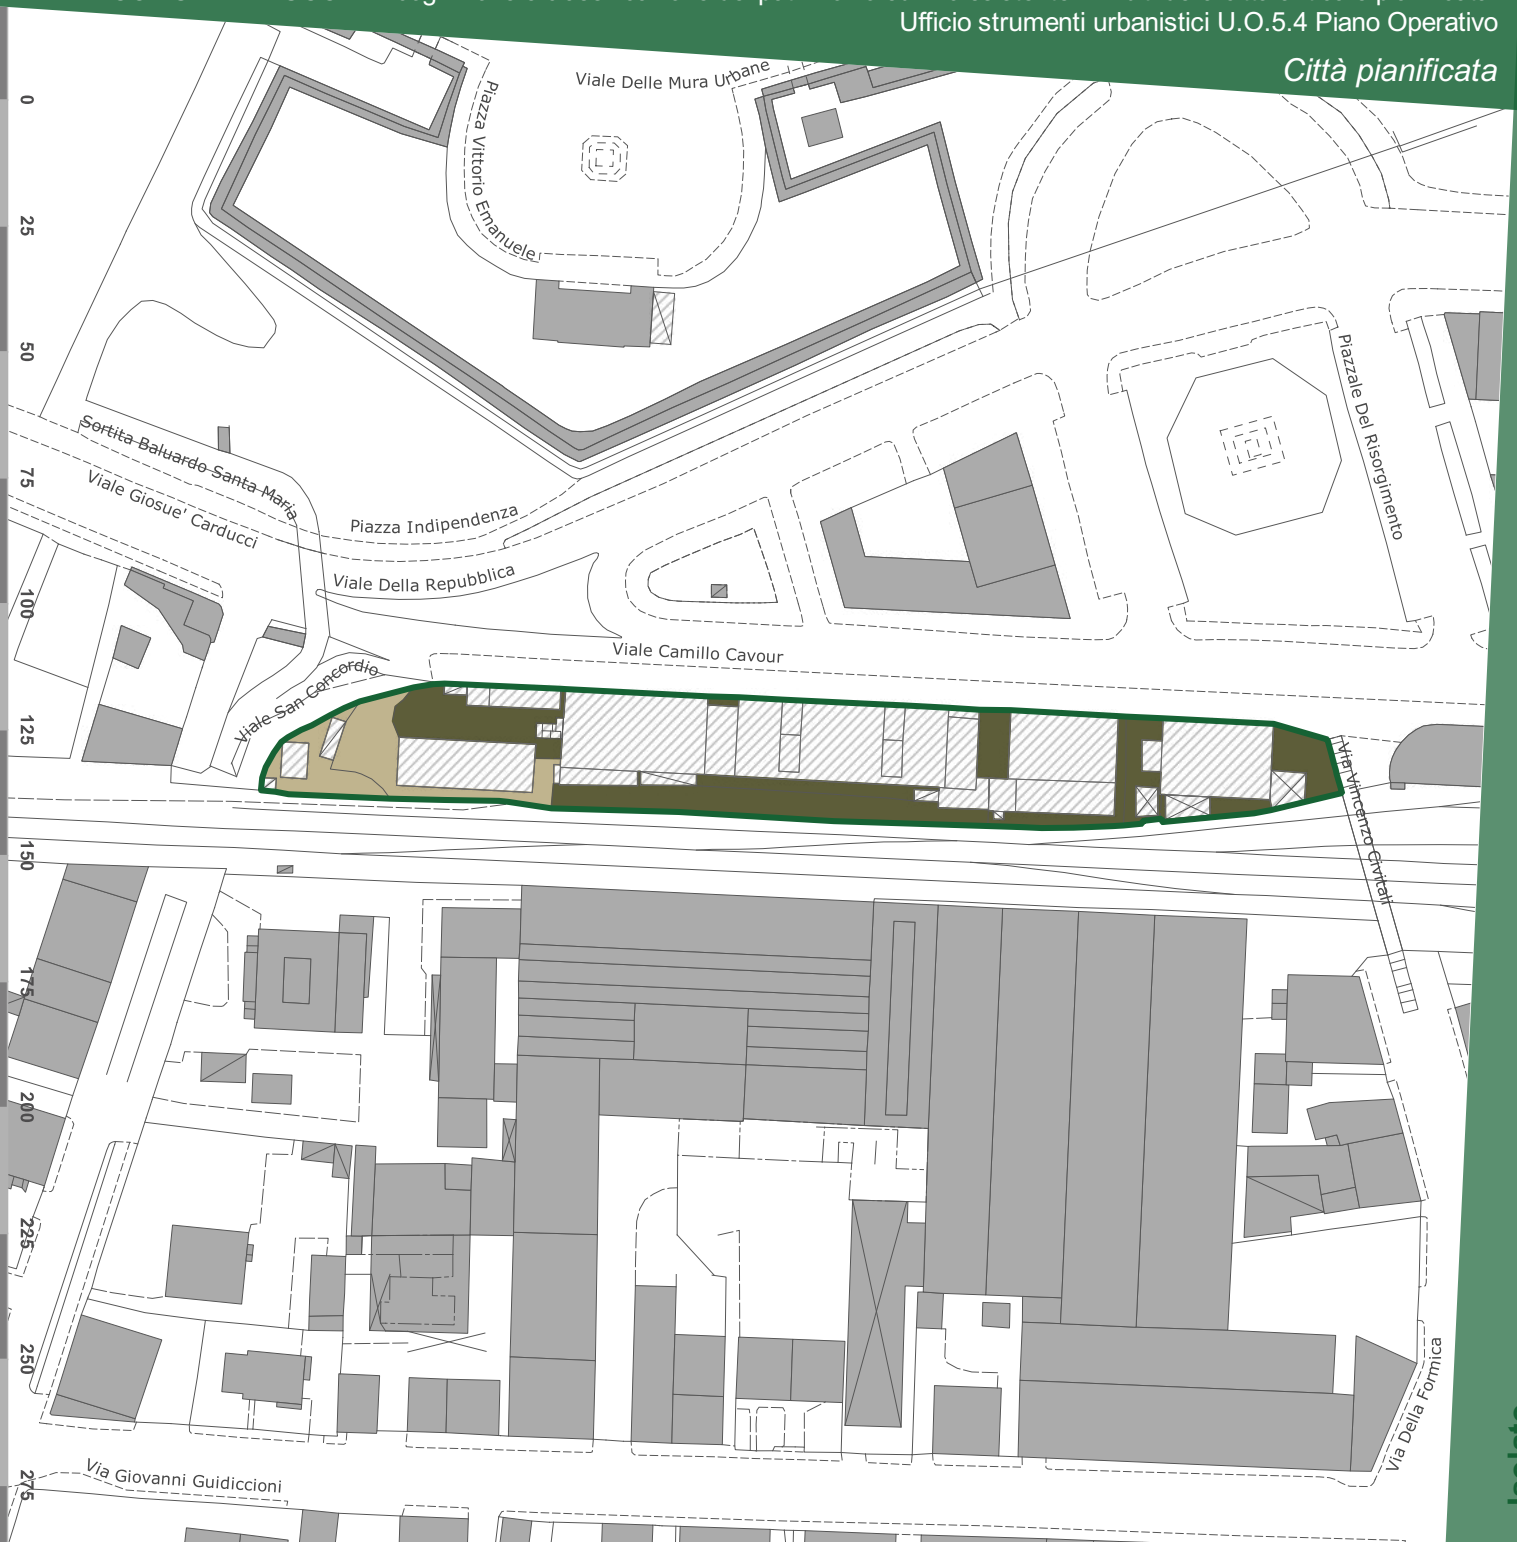 Ufficio strumenti urbanistici U.O.5.4 Piano Operativo
Città pianificata
Viale Delle Mura Urbane
Piazza Vittorio Emanuele
0
25
50
75
100
125
150
175
200
225
250
275
Piazzale Del Risorgimento
Sortita Baluardo Santa Maria
Viale Giosue' Carducci
Piazza Indipendenza
Viale Della Repubblica
Viale Camillo Cavour
Viale San Concordio
Via Vincenzo Civitali
Via Della Formica
Via Giovanni Guidiccioni